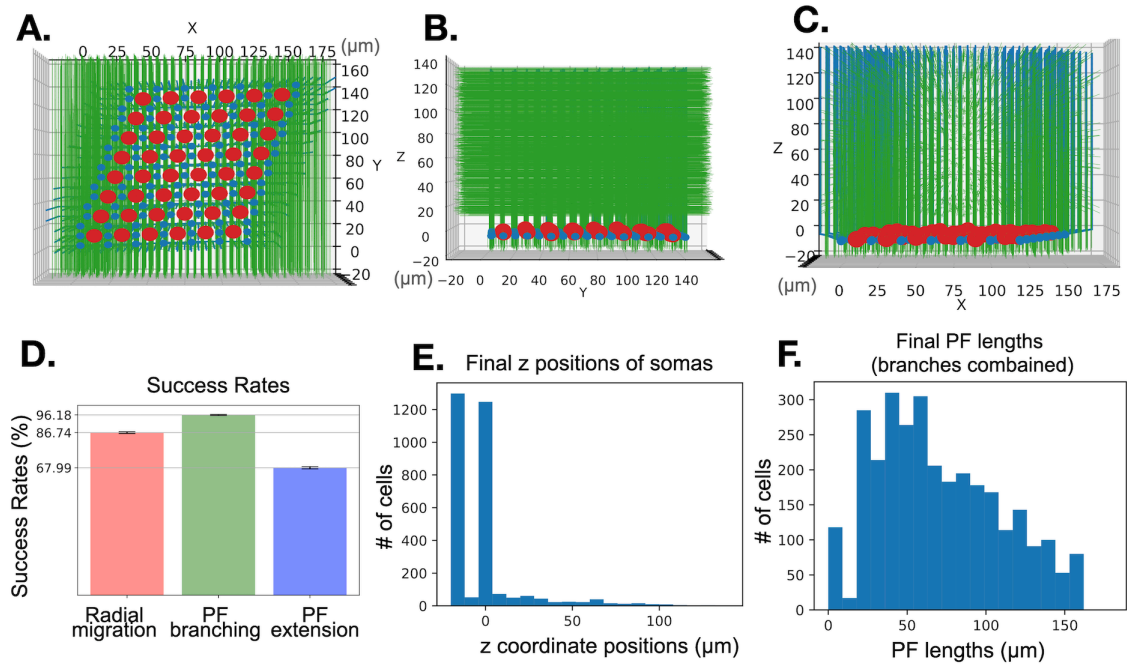 A.
X
0 25 50 75 100 125 150 175 (μm)
160
140
120
100
80
Y
60
40
20
0
−20
B.
140
120
100
80
Z
60
40
20
0
−20
(μm) −20 0 20 40 60 80 100 120 140
Y
C.
140
120
100
80
Z
60
40
20
0
−20
(μm) 0 25 50 75 100 125 150 175
X
D.
Success Rates
Success Rates (%)
96.18
86.74
67.99
Radial PF PF
migration branching extension
E.
Final z positions of somas
# of cells
1200
1000
800
600
400
200
0
0 50 100
z coordinate positions (μm)
F.
Final PF lengths
(branches combained)
# of cells
300
250
200
150
100
50
0
0 50 100 150
PF lengths (μm)